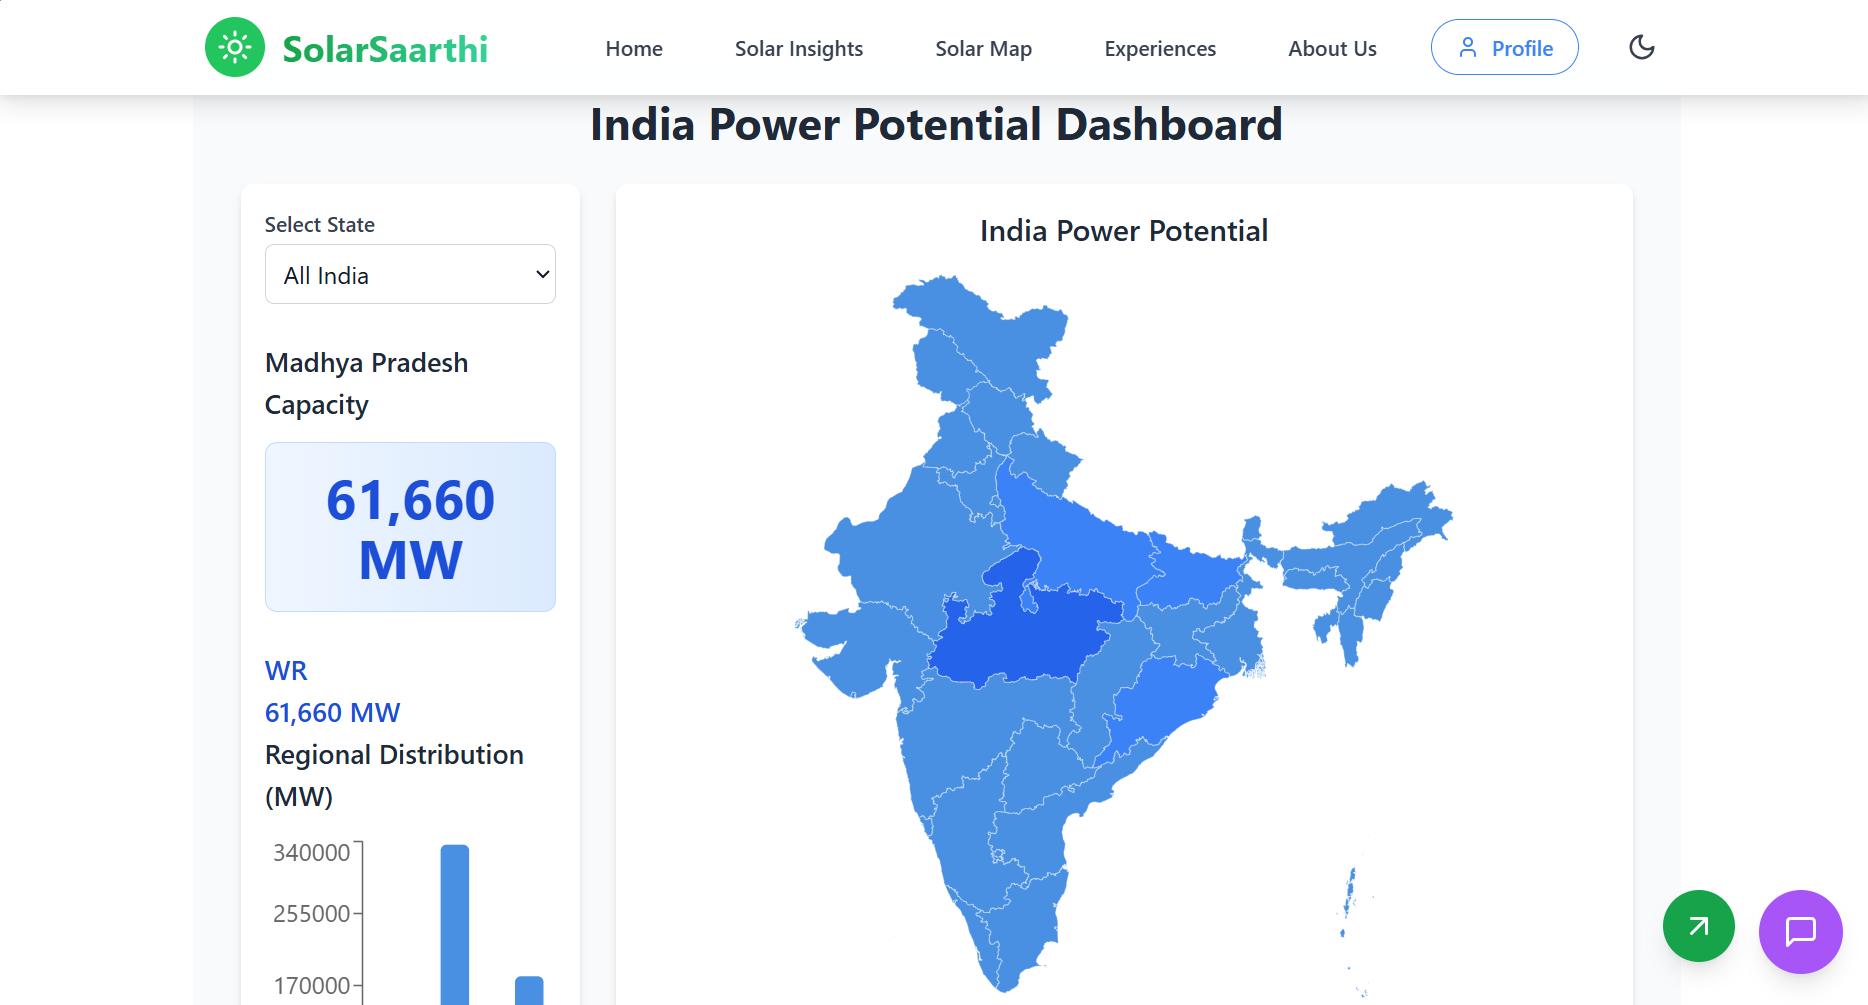 SolarSaarthi
Home
Solar Insights
Solar Map
Experiences
About Us
Profile
India Power Potential Dashboard
Select State
All India
Madhya Pradesh
Capacity
61,660
MW
WR
61,660 MW
Regional Distribution
(MW)
340000
255000
170000
India Power Potential